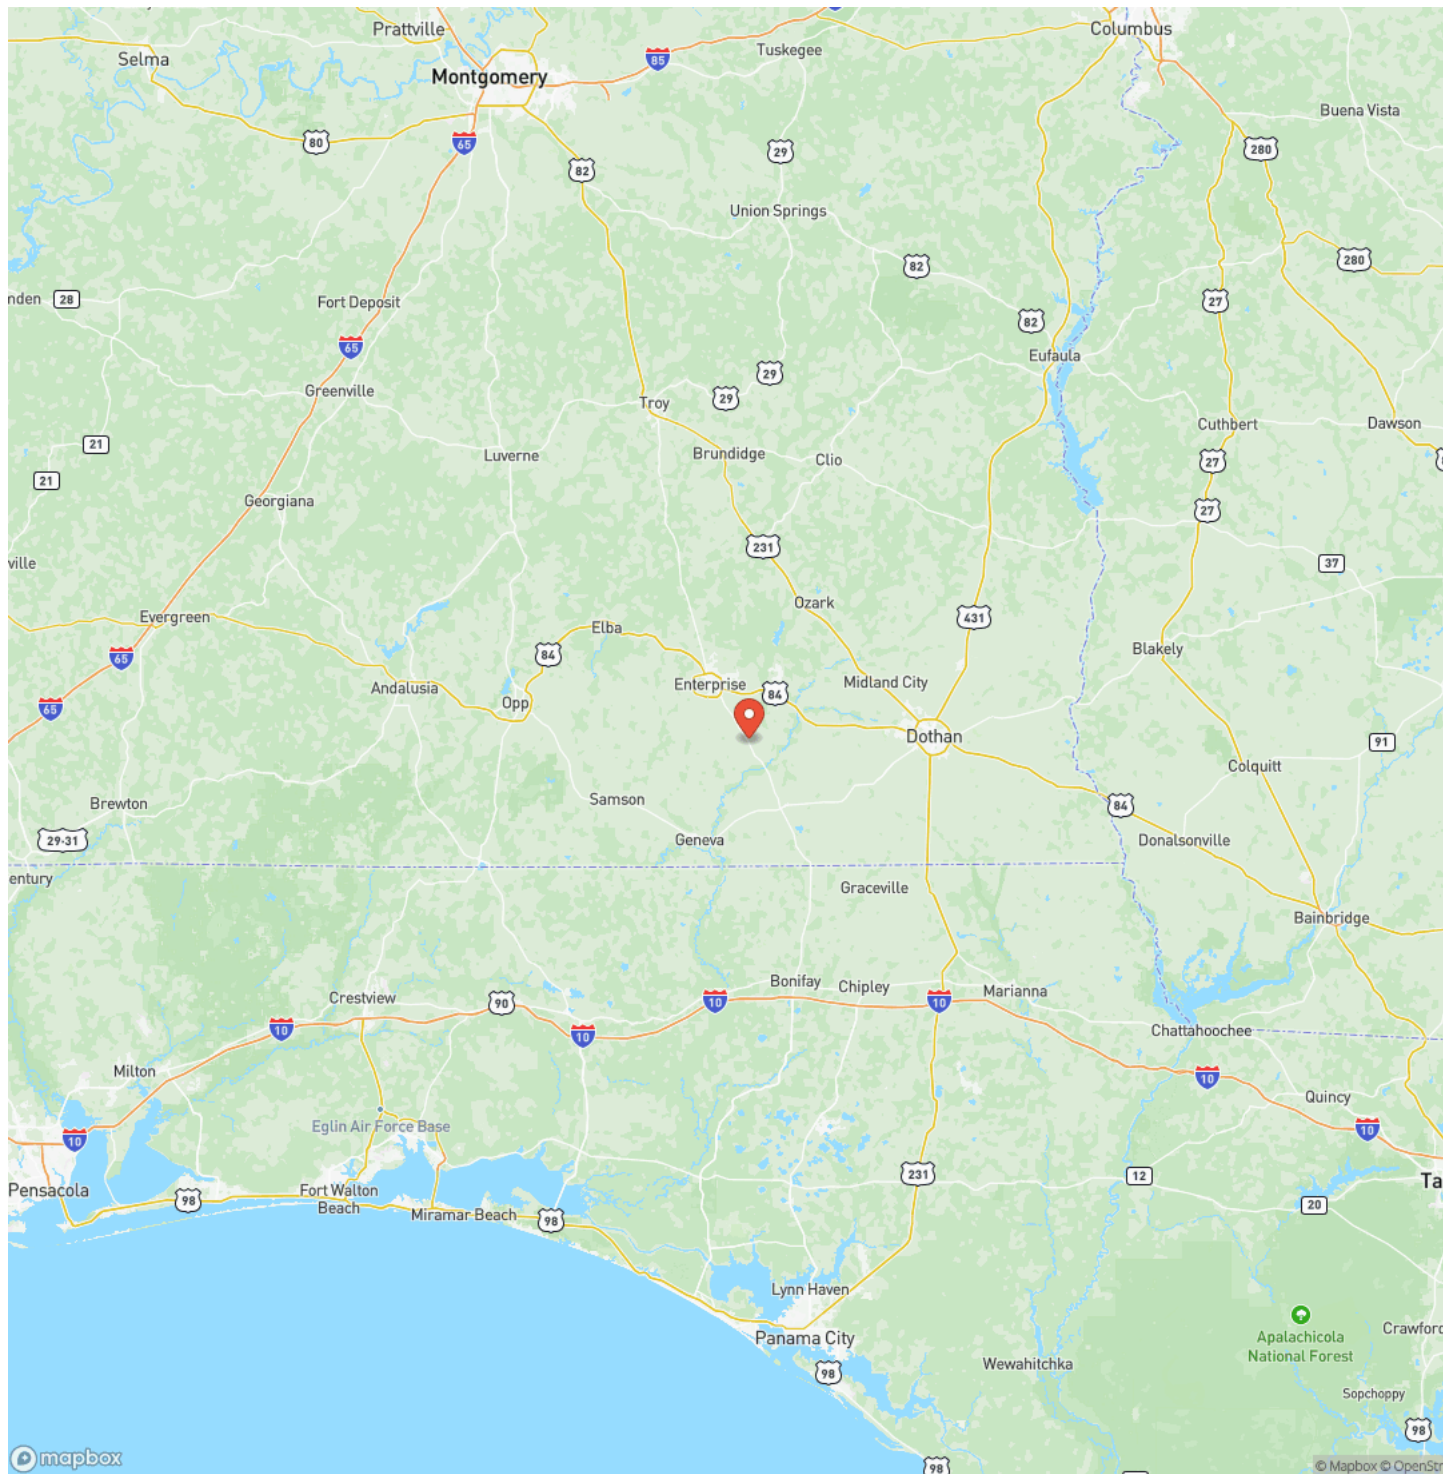 Prattville
Columbus
Tuskegee
Selma
Montgomery
85
Buena Vista
80
65
29
280
82
Union Springs
82
280
nden
28
Fort Deposit
27
82
65
Eufaula
29
29
Greenville
Troy
Cuthbert
Dawson
21
Brundidge
Clio
Luverne
27
21
Georgiana
27
231
ville
37
Ozark
Evergreen
431
Elba
84
65
Blakely
Enterprise
Midland City
Andalusia
84
Opp
65
Dothan
91
Colquitt
Brewton
Samson
84
29-31
Geneva
Donalsonville
entury
Graceville
Bainbridge
Bonifay
Chipley
Marianna
Crestview
90
10
10
10
10
Chattahoochee
Milton
10
Quincy
Eglin Air Force Base
10
10
231
12
Ta
Pensacola
98
Fort Walton
Beach
20
Miramar Beach
98
Lynn Haven
Panama City
Apalachicola
National Forest
Crawford
Wewahitchka
98
Sopchoppy
98
mapbox
98
© Mapbox © OpenStr